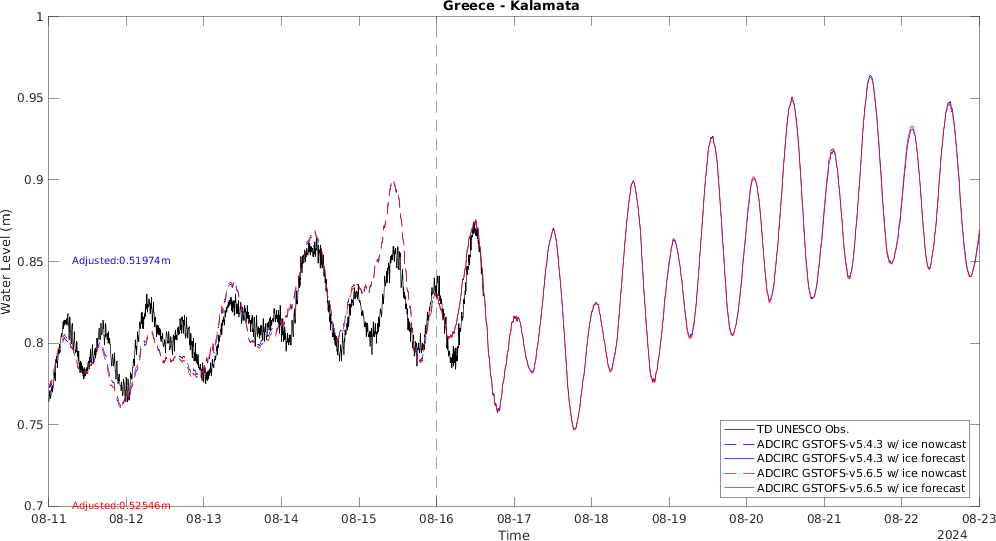 Greece - Kalamata
1
0.95
0.9
0.85
0.8
0.75
0.7
Water Level (m)
Adjusted:0.51974m
Adjusted:0.52546m
TD UNESCO Obs.
ADCIRC GSTOFS-v5.4.3 w/ ice nowcast
ADCIRC GSTOFS-v5.4.3 w/ ice forecast
ADCIRC GSTOFS-v5.6.5 w/ ice nowcast
ADCIRC GSTOFS-v5.6.5 w/ ice forecast
08-11 08-12 08-13 08-14 08-15 08-16 08-17 08-18 08-19 08-20 08-21 08-22 08-23
Time
2024